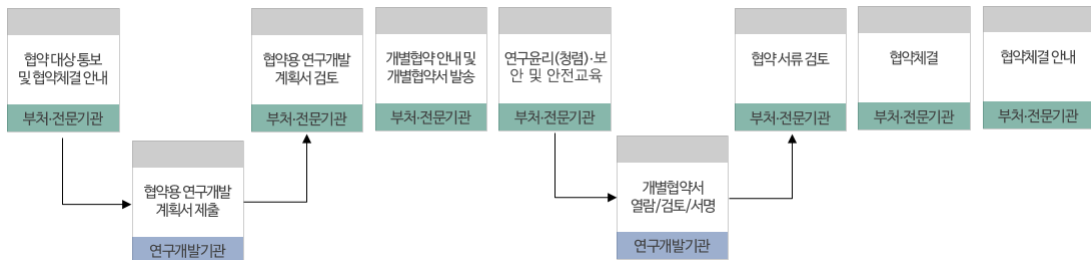 협약 대상 통보
및 협약체결 안내
부처·전문기관
협약용 연구개발
계획서 제출
연구개발기관
협약용 연구개발
계획서 검토
부처·전문기관
개별협약 안내 및
개별협약서 발송
부처·전문기관
연구윤리(청렴)·보
안 및 안전교육
부처·전문기관
개별협약서
열람/검토/서명
연구개발기관
협약 서류 검토
부처·전문기관
협약체결
부처·전문기관
협약체결 안내
부처·전문기관